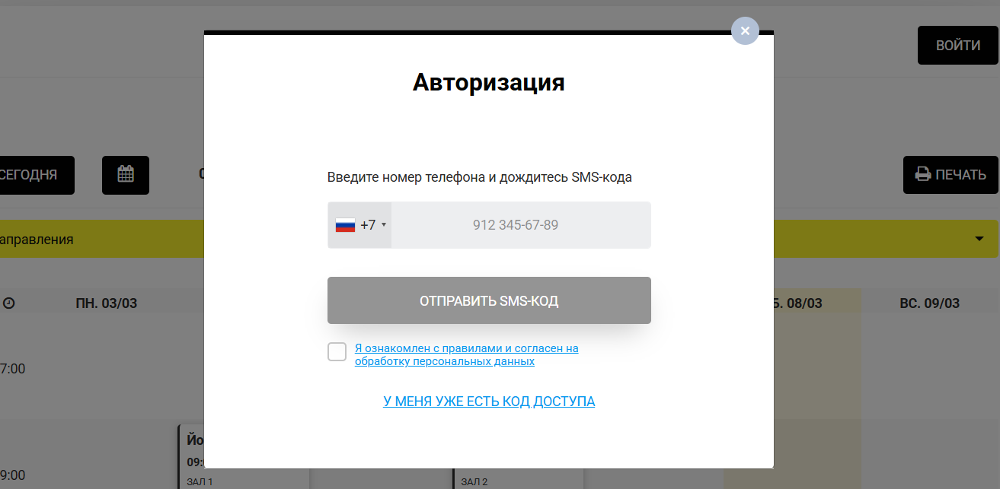 ВОЙТИ
Авторизация
СЕГОДНЯ
ПЕЧАТЬ
Введите номер телефона и дождитесь SMS-кода
+7
912 345-67-89
аправления
ОТПРАВИТЬ SMS-КОД
ПН. 03/03
Б. 08/03
ВС. 09/03
Я ознакомлен с правилами и согласен на
обработку персональных данных
7:00
У МЕНЯ УЖЕ ЕСТЬ КОД ДОСТУПА
Йо
09:
9:00
ЗАЛ 1
ЗАЛ 2